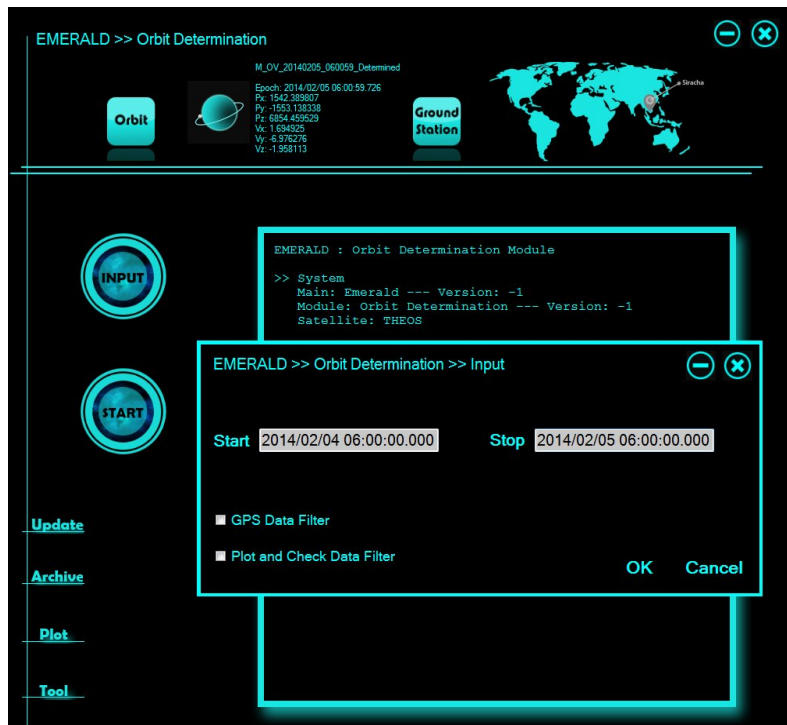 EMERALD >> Orbit Determination
M_OV_20140205_060059_Determined
Epoch: 2014/02/05 06:00:59.726
Px: 1542.389807
Py: -1553.138338
Pz: 6854.459529
Vx: 1.694925
Vy: -6.976276
Vz: -1.958113
Orbit
Ground
Station
Siracha
INPUT
START
EMERALD : Orbit Determination Module
>> System
Main: Emerald --- Version: -1
Module: Orbit Determination --- Version: -1
Satellite: THEOS
EMERALD >> Orbit Determination >> Input
Start 2014/02/04 06:00:00.000 Stop 2014/02/05 06:00:00.000
GPS Data Filter
Plot and Check Data Filter
OK Cancel
Update
Archive
Plot
Tool